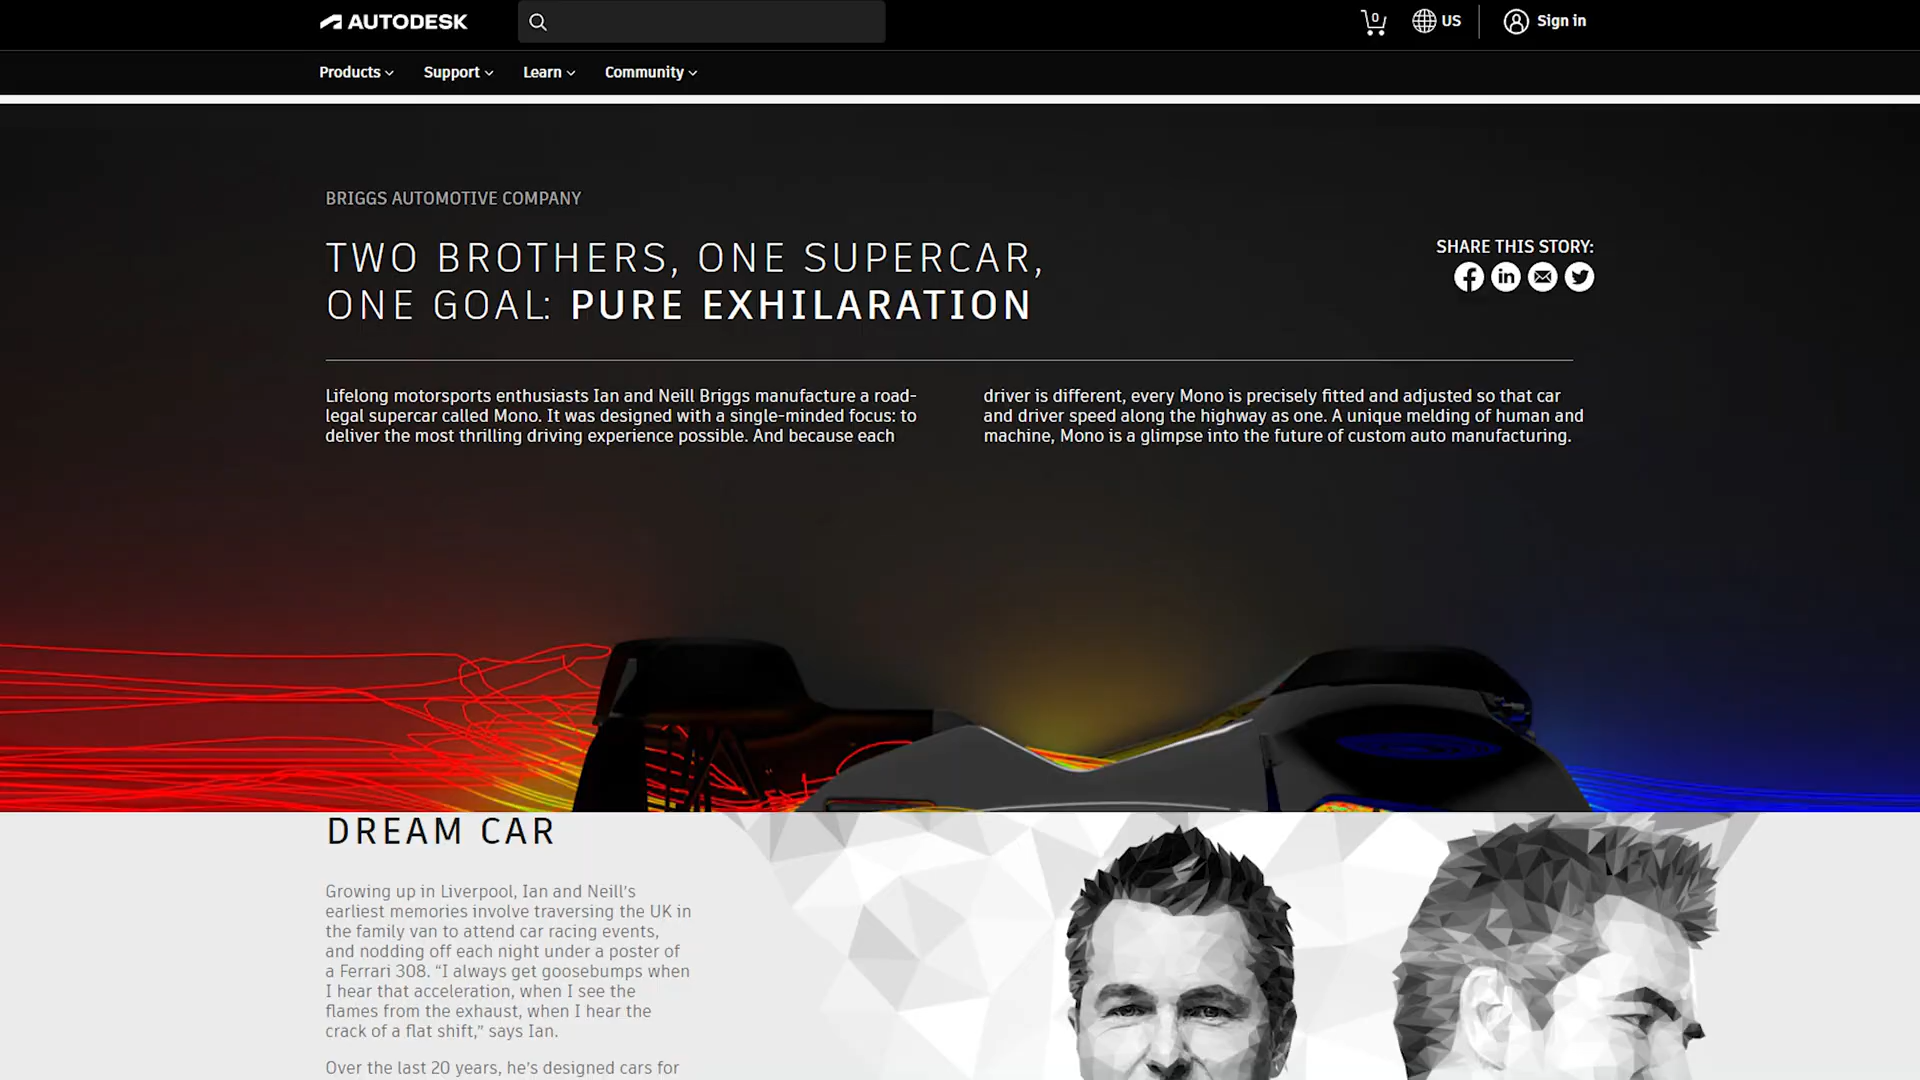 AUTODESK
0
US
Sign in
Products
Support
Learn
Community
BRIGGS AUTOMOTIVE COMPANY
TWO BROTHERS, ONE SUPERCAR,
ONE GOAL: PURE EXHILARATION
SHARE THIS STORY:
Lifelong motorsports enthusiasts Ian and Neill Briggs manufacture a road-
legal supercar called Mono. It was designed with a single-minded focus: to
deliver the most thrilling driving experience possible. And because each
driver is different, every Mono is precisely fitted and adjusted so that car
and driver speed along the highway as one. A unique melding of human and
machine, Mono is a glimpse into the future of custom auto manufacturing.
DREAM CAR
Growing up in Liverpool, Ian and Neill’s
earliest memories involve traversing the UK in
the family van to attend car racing events,
and nodding off each night under a poster of
a Ferrari 308. “I always get goosebumps when
I hear that acceleration, when I see the
flames from the exhaust, when I hear the
crack of a flat shift,” says Ian.
Over the last 20 years, he’s designed cars for